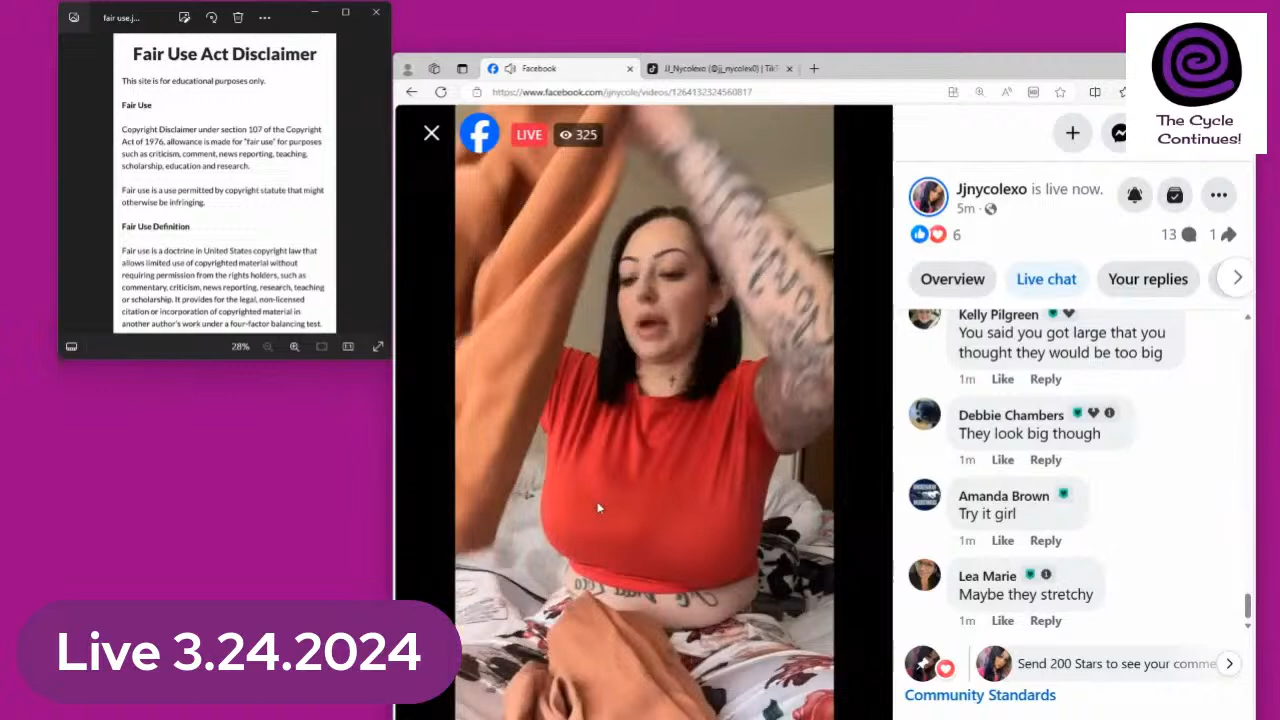 fair use.j...
Fair Use Act Disclaimer
This site is for educational purposes only.
Fair Use
Copyright Disclaimer under section 107 of the Copyright
Act of 1976, allowance is made for "fair use" for purposes
such as criticism, comment, news reporting, teaching,
scholarship, education and research.
Fair use is a use permitted by copyright statute that might
otherwise be infringing.
Fair Use Definition
Fair use is a doctrine in United States copyright law that
allows limited use of copyrighted material without
requiring permission from the rights holders, such as
commentary, criticism, news reporting, research, teaching
or scholarship. It provides for the legal, non-licensed
citation or incorporation of copyrighted material in
another author's work under a four-factor balancing test.
28%
Facebook
JJ_Nycolexo (@jj_nycolex0) | TikT
https://www.facebook.com/jjnycole/videos/1264132324560817
The Cycle
Continues!
LIVE
325
Jjnycolexo is live now.
5m
6
13
1
Overview
Live chat
Your replies
Kelly Pilgreen
You said you got large that you
thought they would be too big
1m Like Reply
Debbie Chambers
They look big though
1m Like Reply
Amanda Brown
Try it girl
1m Like Reply
Lea Marie
Maybe they stretchy
1m Like Reply
Send 200 Stars to see your comme
Community Standards
Live 3.24.2024